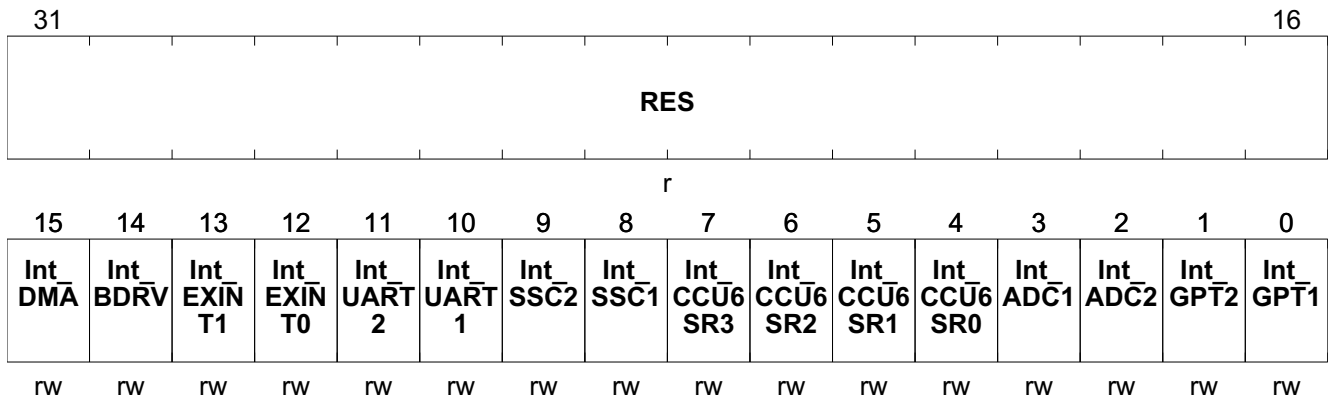 31 16
RES
r
15 14 13 12 11 10 9 8 7 6 5 4 3 2 1 0
Int_ Int_ Int_ Int_ Int_ Int_ Int_ Int_ Int_ Int_ Int_ Int_ Int_ Int_ Int_ Int_
DMA BDRV EXIN EXIN UART UART SSC2 SSC1 CCU6 CCU6 CCU6 CCU6 ADC1 ADC2 GPT2 GPT1
T1 T0 2 1 SR3 SR2 SR1 SR0
rw rw rw rw rw rw rw rw rw rw rw rw rw rw rw rw